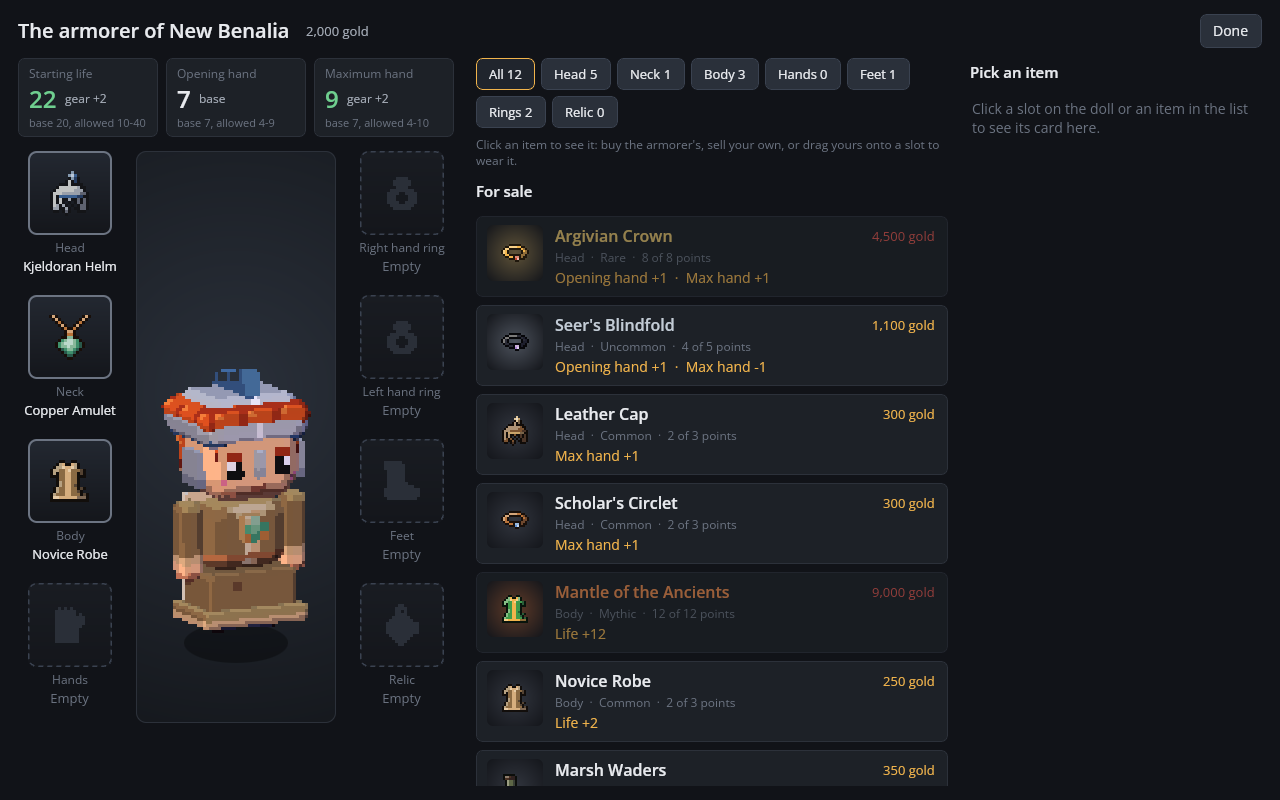 The armorer of New Benalia 2,000 gold
Done
Starting life
22 gear +2
base 20, allowed 10-40
Opening hand
7 base
base 7, allowed 4-9
Maximum hand
9 gear +2
base 7, allowed 4-10
Head
Kjeldoran Helm
Neck
Copper Amulet
Body
Novice Robe
Hands
Empty
Right hand ring
Empty
Left hand ring
Empty
Feet
Empty
Relic
Empty
All 12
Head 5
Neck 1
Body 3
Hands 0
Feet 1
Rings 2
Relic 0
Click an item to see it: buy the armorer's, sell your own, or drag yours onto a slot to
wear it.
For sale
Argivian Crown 4,500 gold
Head · Rare · 8 of 8 points
Opening hand +1 · Max hand +1
Seer's Blindfold 1,100 gold
Head · Uncommon · 4 of 5 points
Opening hand +1 · Max hand -1
Leather Cap 300 gold
Head · Common · 2 of 3 points
Max hand +1
Scholar's Circlet 300 gold
Head · Common · 2 of 3 points
Max hand +1
Mantle of the Ancients 9,000 gold
Body · Mythic · 12 of 12 points
Life +12
Novice Robe 250 gold
Body · Common · 2 of 3 points
Life +2
Marsh Waders 350 gold
Pick an item
Click a slot on the doll or an item in the list
to see its card here.